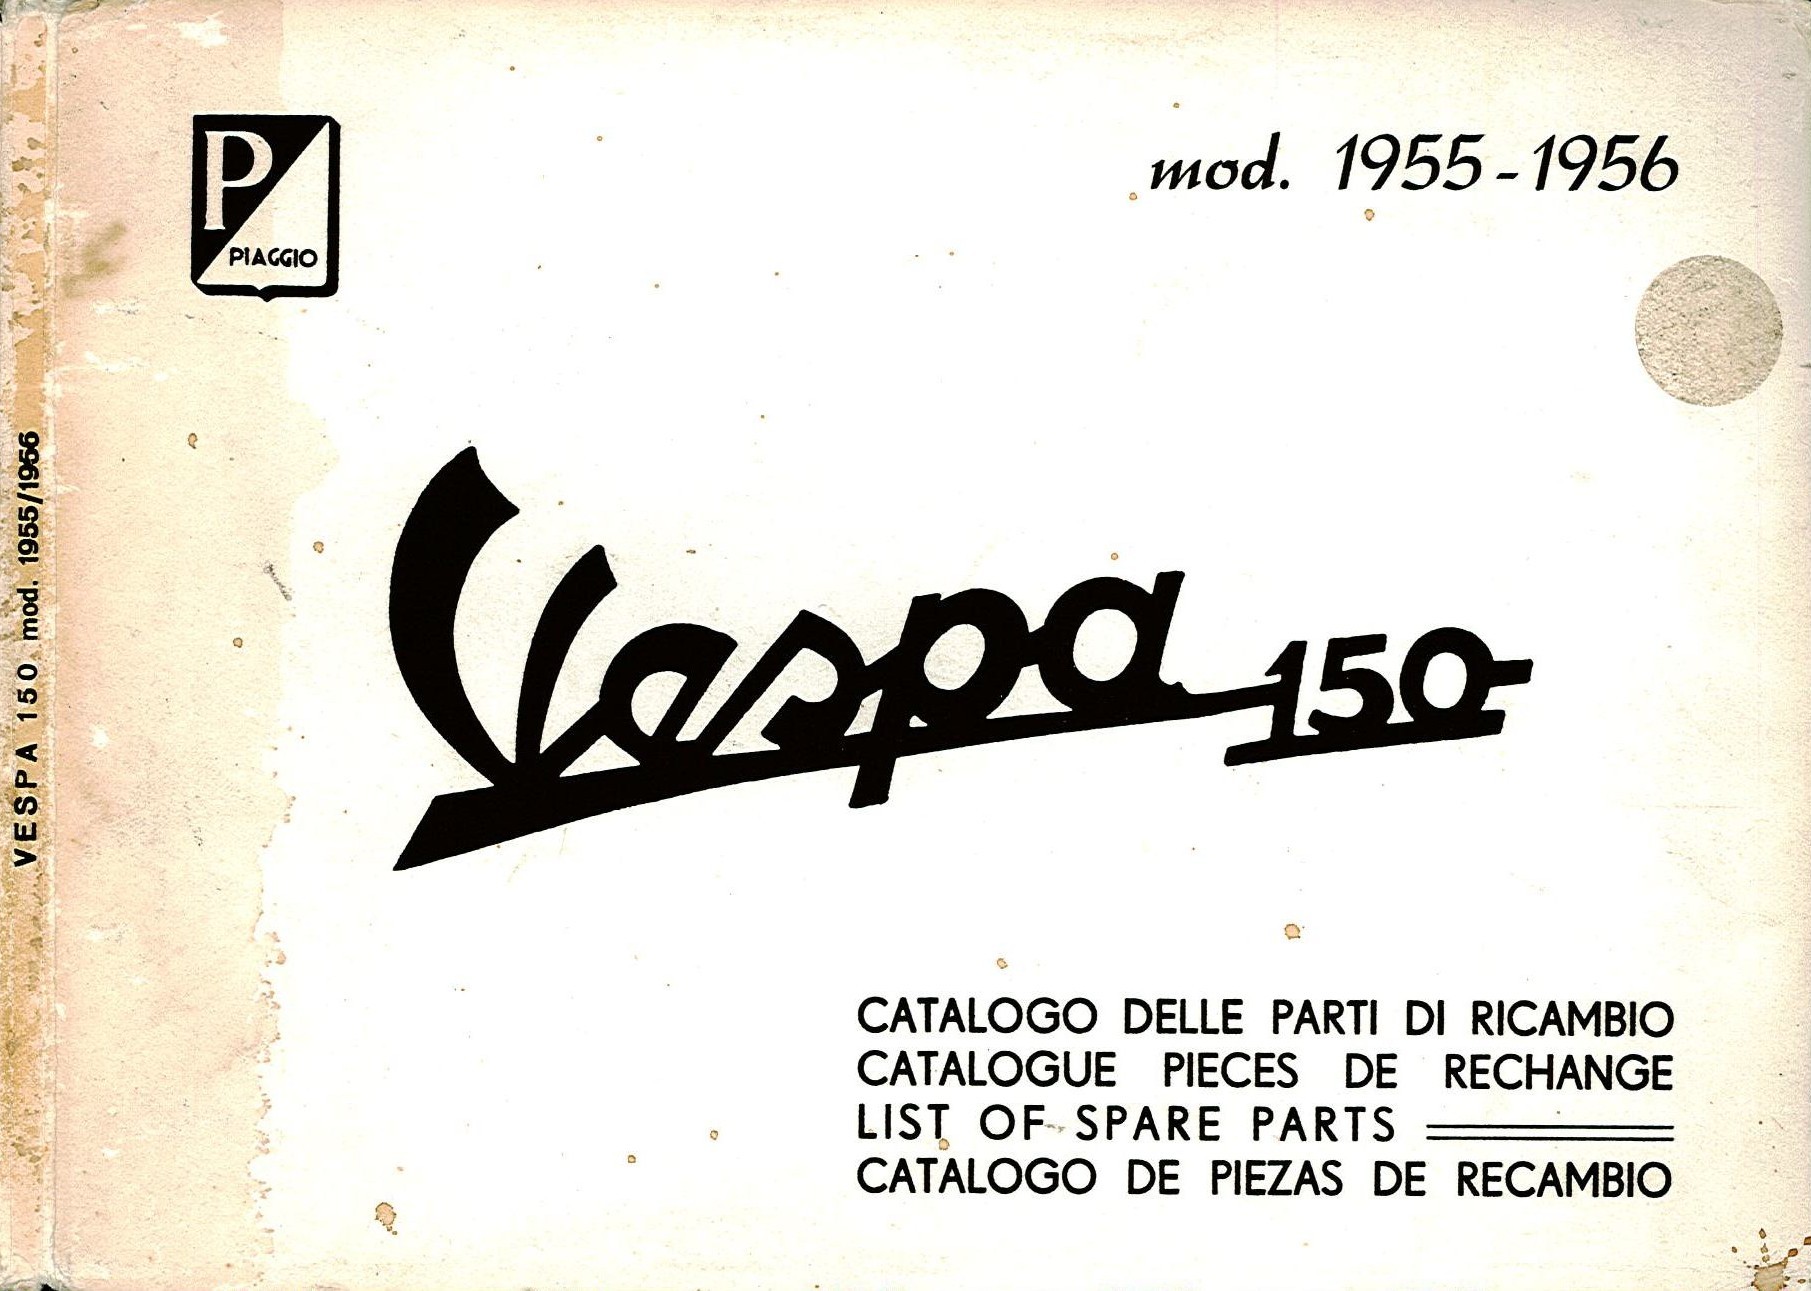 P
PIAGGIO
mod. 1955-1956
VESPA 150 mod. 1955/1956
Vespa 150
CATALOGO DELLE PARTI DI RICAMBIO
CATALOGUE PIECES DE RECHANGE
LIST OF SPARE PARTS
CATALOGO DE PIEZAS DE RECAMBIO